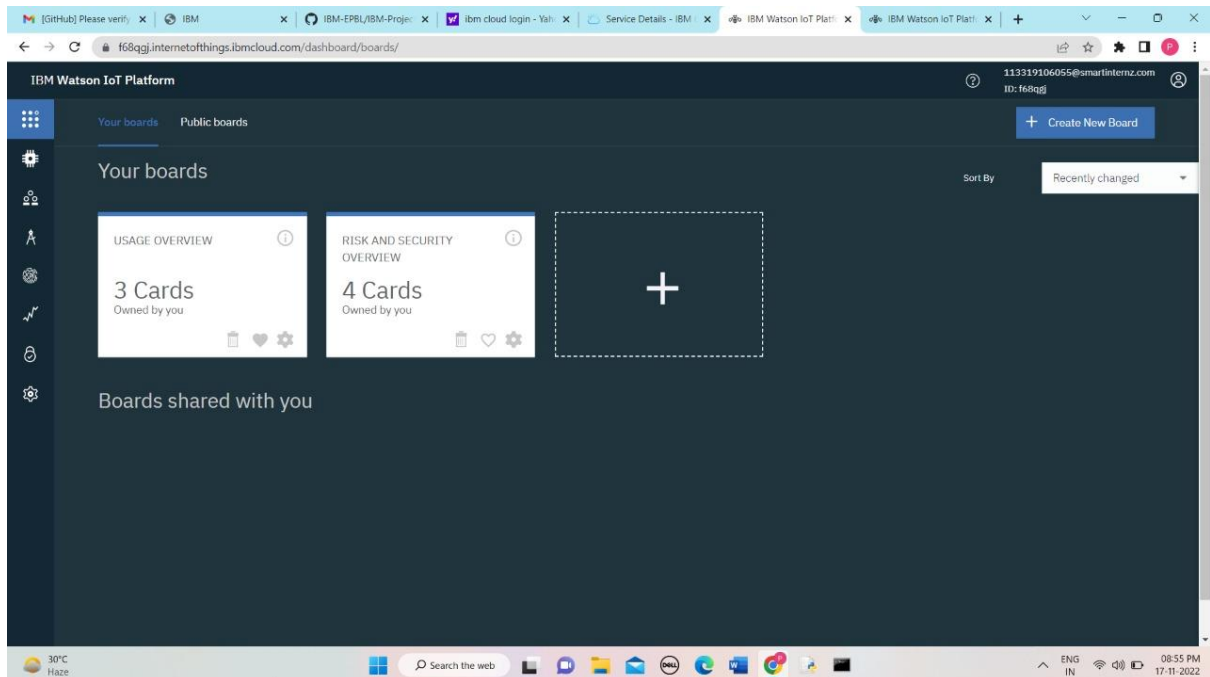 [GitHub] Please verify
IBM
IBM-EPBL/IBM-Projec
ibm cloud login - Yah
Service Details - IBM
IBM Watson IoT Platf
IBM Watson IoT Platf
f68qgj.internetofthings.ibmcloud.com/dashboard/boards/
P
IBM Watson IoT Platform
113319106055@smartinternz.com
ID: f68qgj
Your boards Public boards
+ Create New Board
Your boards
Sort By
Recently changed
USAGE OVERVIEW
3 Cards
Owned by you
RISK AND SECURITY
OVERVIEW
4 Cards
Owned by you
Boards shared with you
30°C
Haze
Search the web
DELL
ENG
IN
08:55 PM
17-11-2022